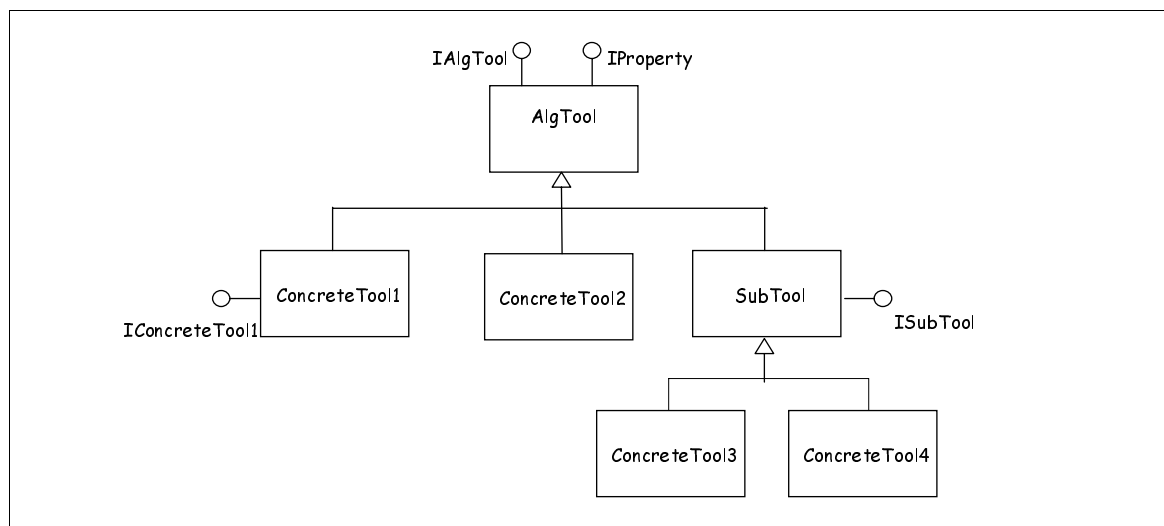 IAlgTool
IProperty
AlgTool
ConcreteTool1
ConcreteTool2
SubTool
IConcreteTool1
ISubTool
ConcreteTool3
ConcreteTool4